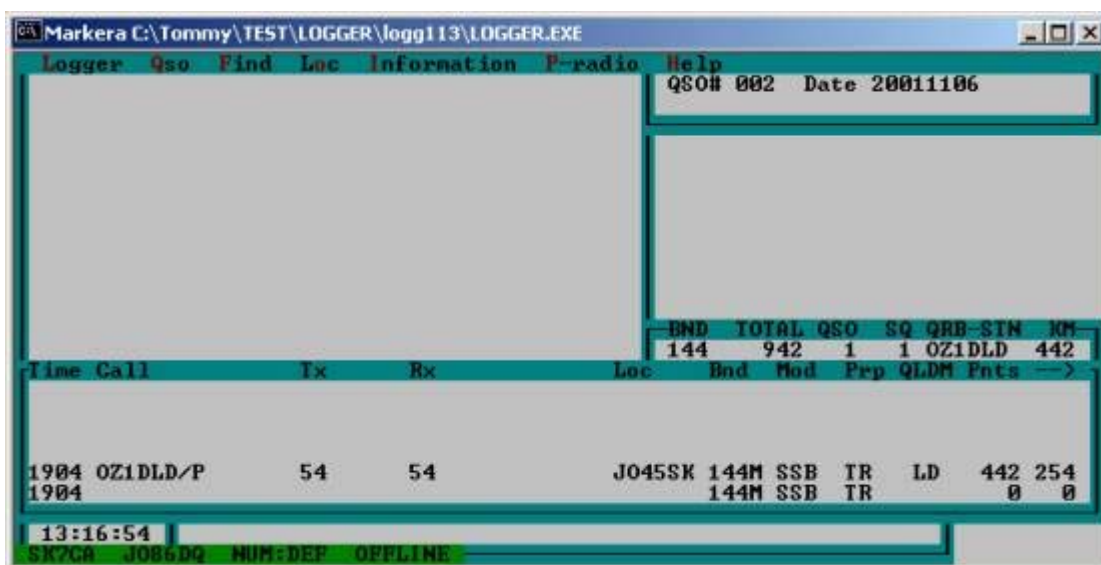 Markera C:\Tommy\TEST\LOGGER\logg113\LOGGER.EXE
Logger Qso Find Loc Information P-radio Help
QSO# 002 Date 20011106
BND TOTAL QSO SQ QRB-STN KM
144 942 1 1 OZ1DLD 442
Time Call Tx Rx Loc Bnd Mod Prp QLDM Pnts -->
1904 OZ1DLD/P 54 54 JO45SK 144M SSB TR LD 442 254
1904 144M SSB TR 0 0
13:16:54
SK7CA JO86DQ NUM:DEF OFFLINE